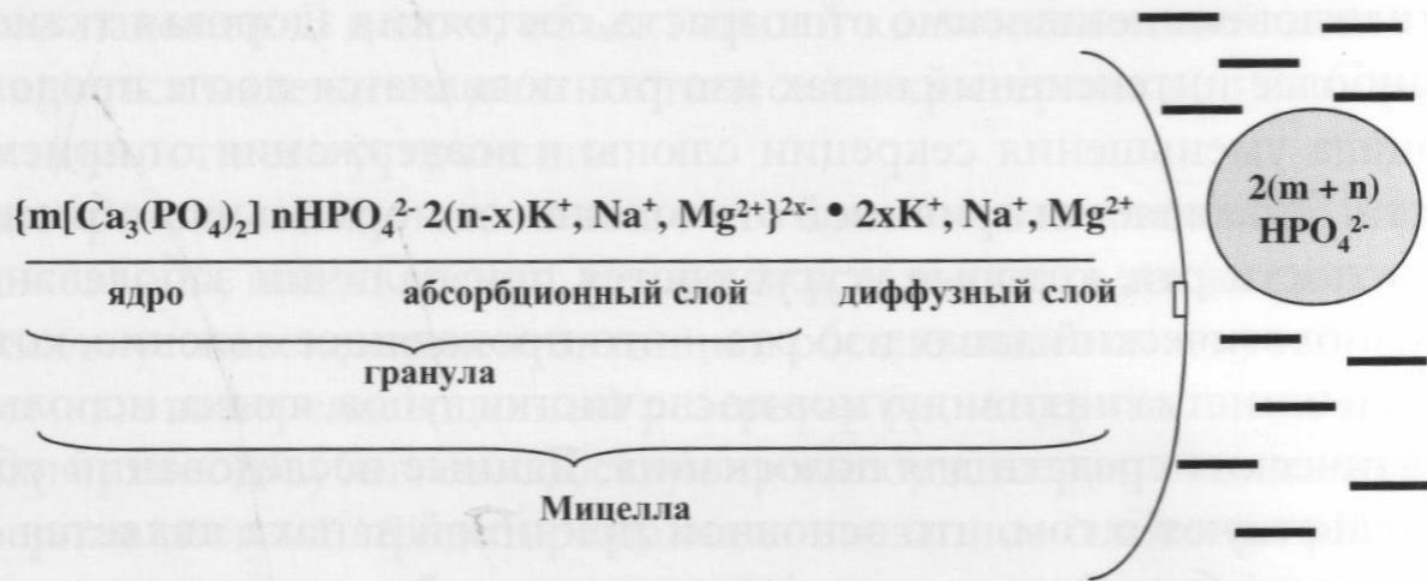 {m[Ca₃(PO₄)₂] nHPO₄²⁻ 2(n-x)K⁺, Na⁺, Mg²⁺}²ˣ⁻ • 2xK⁺, Na⁺, Mg²⁺
2(m + n)
HPO₄²⁻
ядро абсорбционный слой диффузный слой
гранула
Мицелла